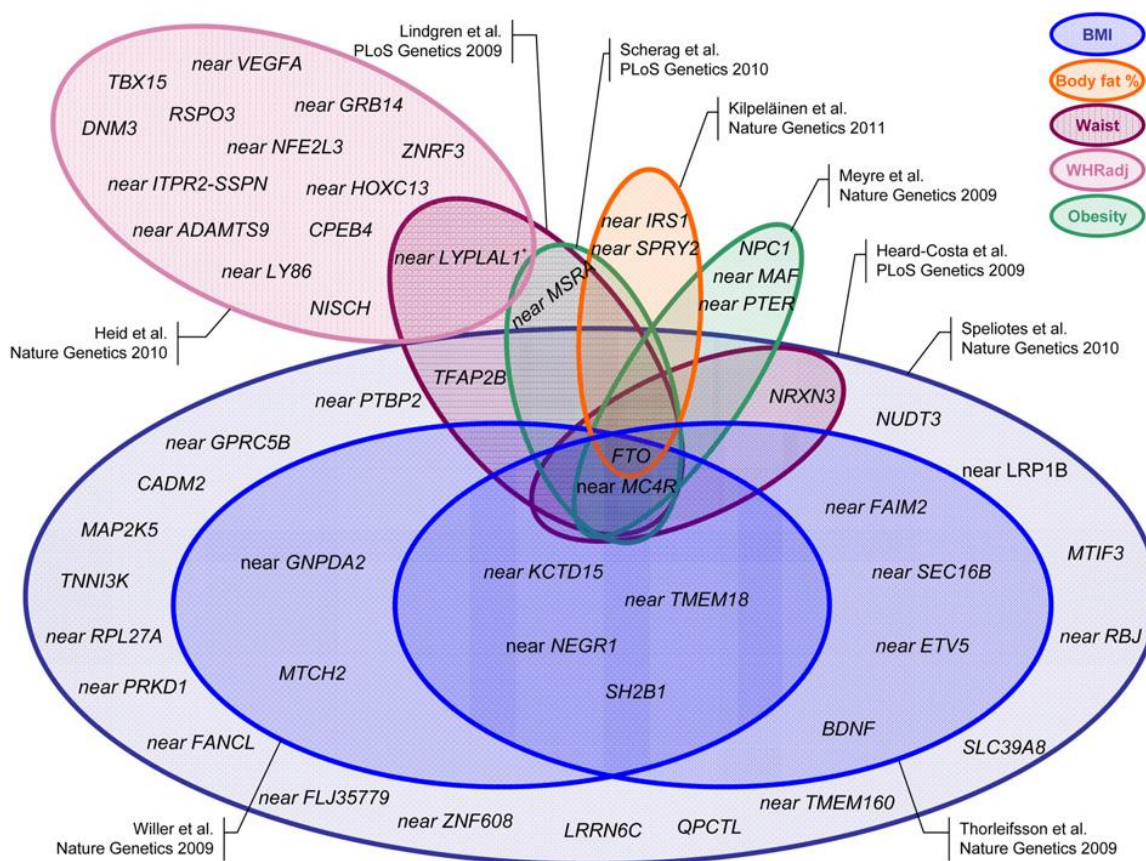 Lindgren et al.
PLoS Genetics 2009
Scherag et al.
PLoS Genetics 2010
Kilpeläinen et al.
Nature Genetics 2011
Meyre et al.
Nature Genetics 2009
Heard-Costa et al.
PLoS Genetics 2009
Speliotes et al.
Nature Genetics 2010
BMI
Body fat %
Waist
WHRadj
Obesity
near VEGFA
TBX15
near GRB14
RSPO3
DNM3
near NFE2L3
ZNRF3
near ITPR2-SSPN
near HOXC13
near ADAMTS9
CPEB4
near LYPLAL1*
near LY86
NISCH
Heid et al.
Nature Genetics 2010
near IRS1
near SPRY2
near MSRA
NPC1
near MAF
near PTER
TFAP2B
NRXN3
near PTBP2
NUDT3
near GPRC5B
near LRP1B
CADM2
FTO
near MC4R
near FAIM2
MAP2K5
MTIF3
near GNPDA2
near KCTD15
near SEC16B
TNNI3K
near TMEM18
near RPL27A
near RBJ
near NEGR1
near ETV5
MTCH2
near PRKD1
SH2B1
BDNF
near FANCL
SLC39A8
near FLJ35779
near TMEM160
near ZNF608
LRRN6C
QPCTL
Willer et al.
Nature Genetics 2009
Thorleifsson et al.
Nature Genetics 2009